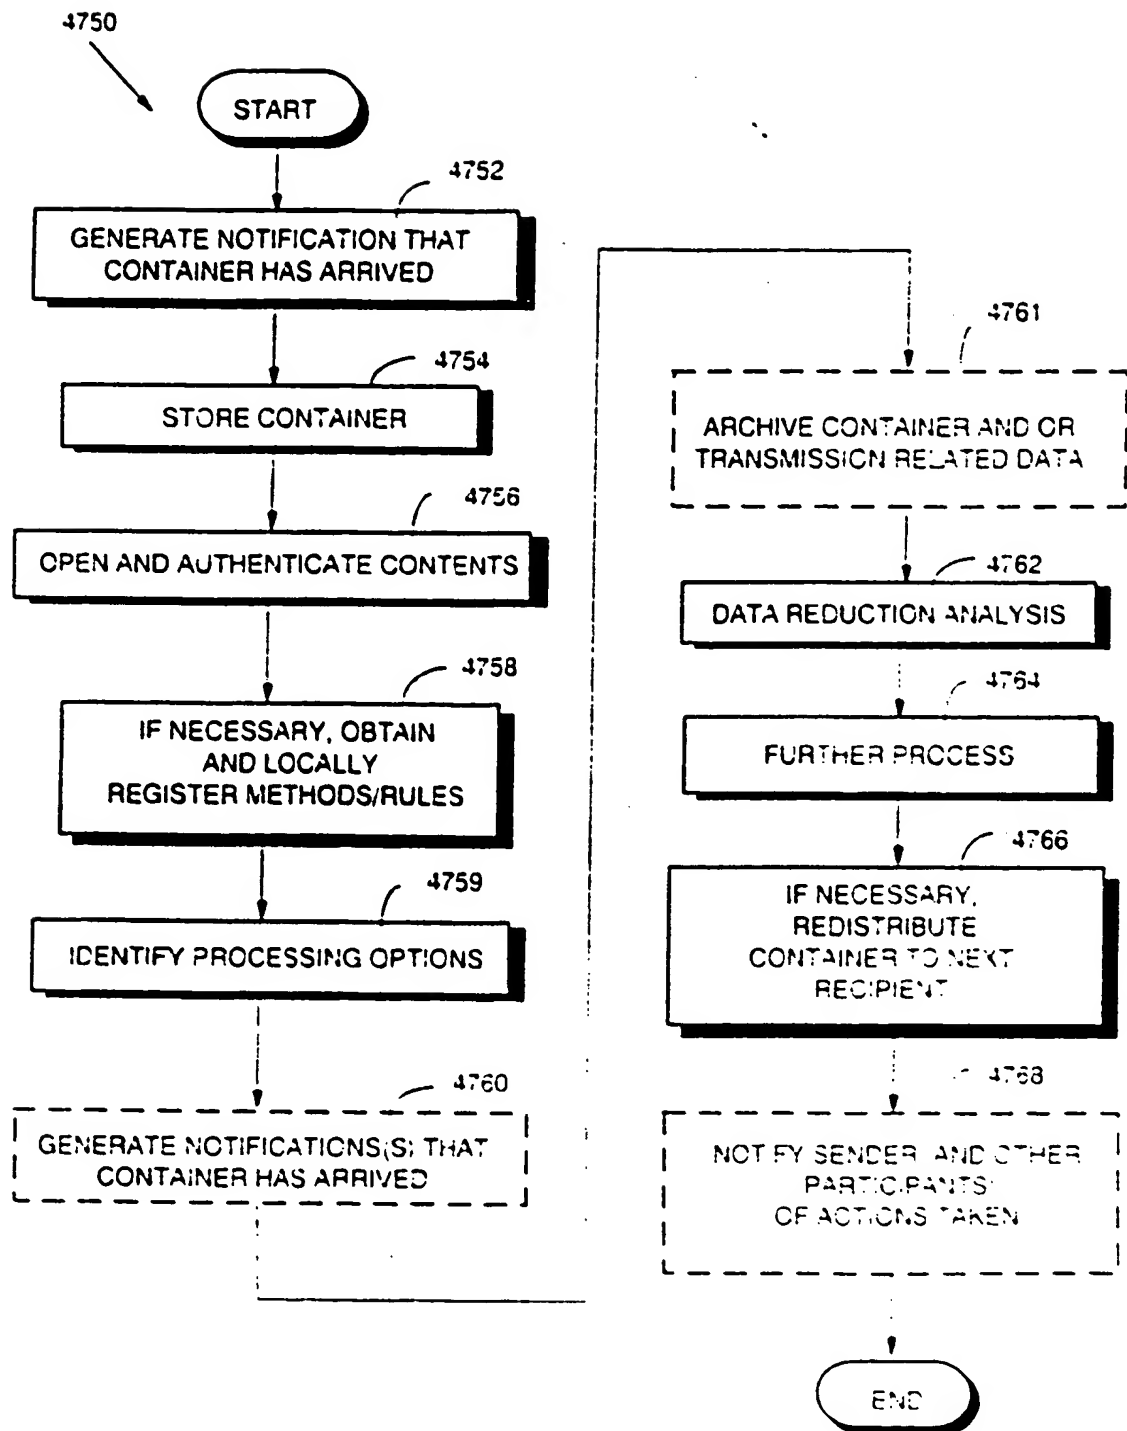 4750
START
4752
GENERATE NOTIFICATION THAT
CONTAINER HAS ARRIVED
4754
STORE CONTAINER
4756
OPEN AND AUTHENTICATE CONTENTS
4758
IF NECESSARY, OBTAIN
AND LOCALLY
REGISTER METHODS/RULES
4759
IDENTIFY PROCESSING OPTIONS
4760
GENERATE NOTIFICATIONS(S) THAT
CONTAINER HAS ARRIVED
4761
ARCHIVE CONTAINER AND OR
TRANSMISSION RELATED DATA
4762
DATA REDUCTION ANALYSIS
4764
FURTHER PROCESS
4766
IF NECESSARY,
REDISTRIBUTE
CONTAINER TO NEXT
RECIPIENT
4768
NOTIFY SENDER AND OTHER
PARTICIPANTS
OF ACTIONS TAKEN
END